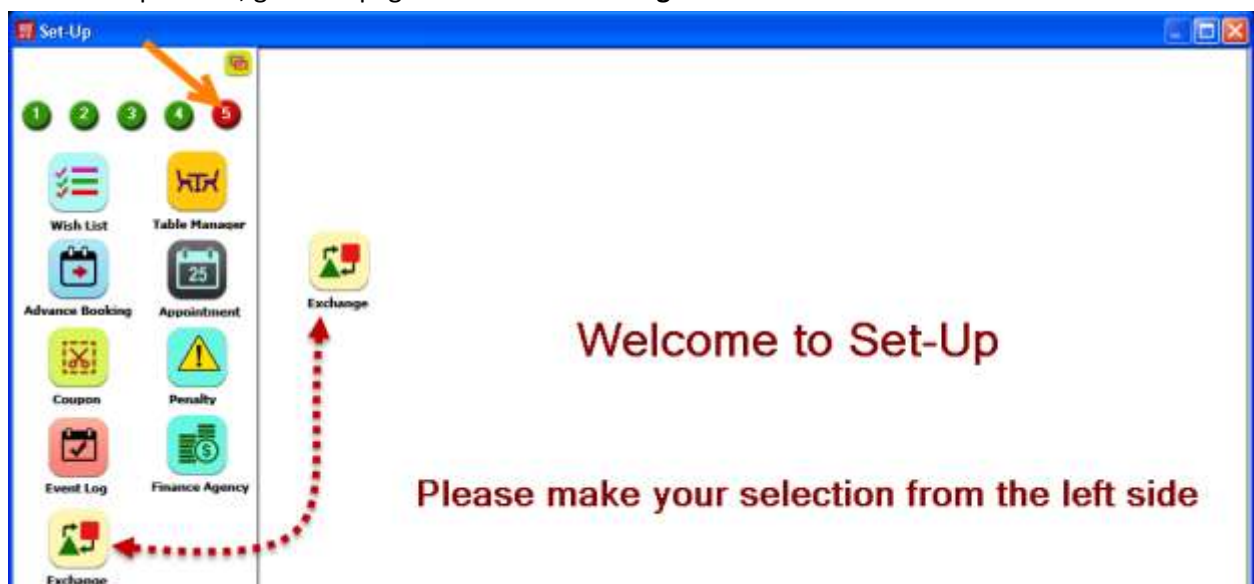 Set-Up
1 2 3 4 5
Wish List Table Manager
25
Advance Booking Appointment
Exchange
Welcome to Set-Up
Coupon Penalty
Event Log Finance Agency
Please make your selection from the left side
Exchange